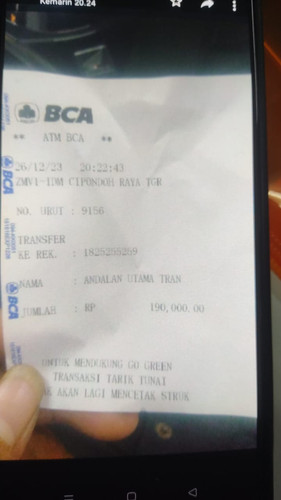 Kemarin 20.24
BCA
** ATM BCA **
26/12/23 20:22:43
ZMV1-IDM CIPONDOH RAYA TGR
NO. URUT : 9156
TRANSFER
KE REK. : 1825255259
NAMA : ANDALAN UTAMA TRAN
JUMLAH : RP 190,000.00
UNTUK MENDUKUNG GO GREEN
TRANSAKSI TARIK TUNAI
AKAN LAGI MENCETAK STRUK
BCA
BCA